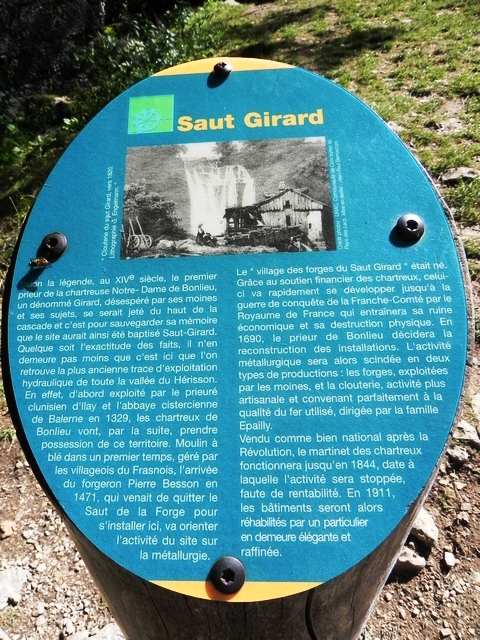 Saut Girard
" Clouterie du saut Girard, vers 1820.
Lithographie G. Engelmann. "
la légende, au XIVe siècle, le premier
prieur de la chartreuse Notre- Dame de Bonlieu,
un dénommé Girard, désespéré par ses moines
et ses sujets, se serait jeté du haut de la
cascade et c'est pour sauvegarder sa mémoire
que le site aurait ainsi été baptisé Saut-Girard.
Quelque soit l'exactitude des faits, il n'en
demeure pas moins que c'est ici que l'on
retrouve la plus ancienne trace d'exploitation
hydraulique de toute la vallée du Hérisson.
En effet, d'abord exploité par le prieuré
clunisien d'Ilay et l'abbaye cistercienne
de Balerne en 1329, les chartreux de
Bonlieu vont, par la suite, prendre
possession de ce territoire. Moulin à
blé dans un premier temps, géré par
les villageois du Frasnois, l'arrivée
du forgeron Pierre Besson en
1471, qui venait de quitter le
Saut de la Forge pour
s'installer ici, va orienter
l'activité du site sur
la métallurgie.
Le " village des forges du Saut Girard " était né.
Grâce au soutien financier des chartreux, celui-
ci va rapidement se développer jusqu'à la
guerre de conquête de la Franche-Comté par le
Royaume de France qui entraînera sa ruine
économique et sa destruction physique. En
1690, le prieur de Bonlieu décidera la
reconstruction des installations. L'activité
métallurgique sera alors scindée en deux
types de productions : les forges, exploitées
par les moines, et la clouterie, activité plus
artisanale et convenant parfaitement à la
qualité du fer utilisé, dirigée par la famille
Epailly.
Vendu comme bien national après la
Révolution, le martinet des chartreux
fonctionnera jusqu'en 1844, date à
laquelle l'activité sera stoppée,
faute de rentabilité. En 1911,
les bâtiments seront alors
réhabilités par un particulier
en demeure élégante et
raffinée.